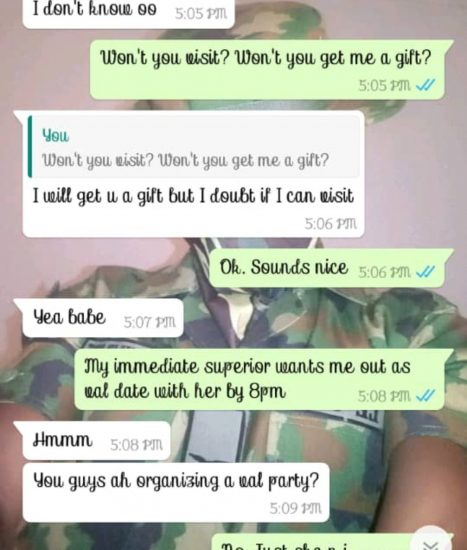 I don't know oo 5:05 PM
Won't you visit? Won't you get me a gift?
5:05 PM
You
Won't you visit? Won't you get me a gift?
I will get u a gift but I doubt if I can visit
5:06 PM
Ok. Sounds nice 5:06 PM
Yea babe 5:07 PM
My immediate superior wants me out as
val date with her by 8pm 5:08 PM
Hmmm 5:08 PM
You guys ah organizing a val party?
5:09 PM